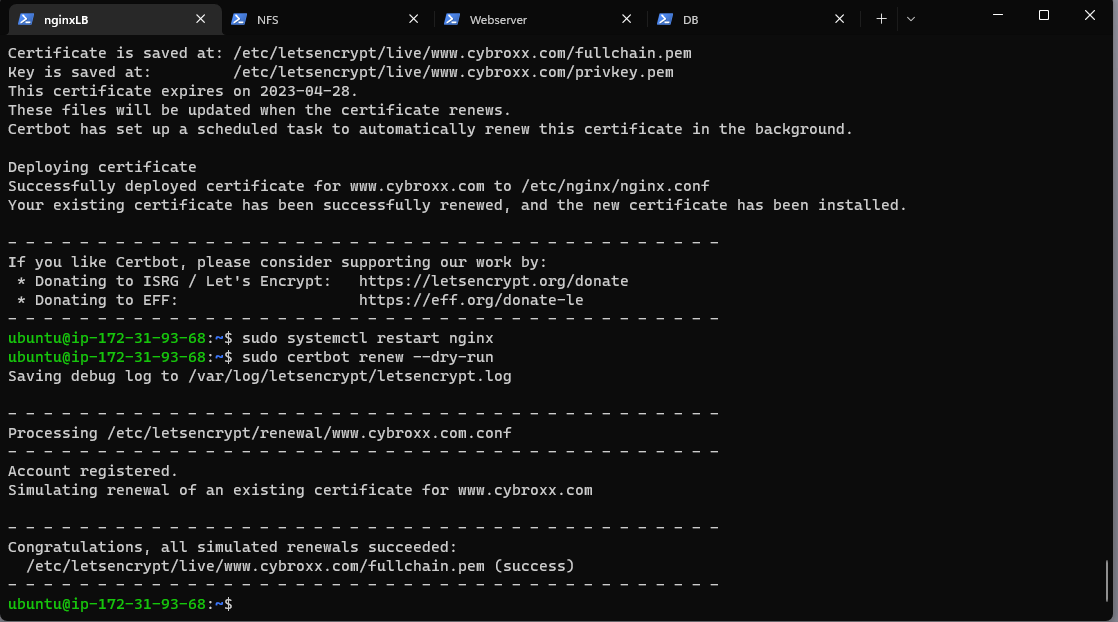 nginxLB NFS Webserver DB
Certificate is saved at: /etc/letsencrypt/live/www.cybroxx.com/fullchain.pem
Key is saved at:         /etc/letsencrypt/live/www.cybroxx.com/privkey.pem
This certificate expires on 2023-04-28.
These files will be updated when the certificate renews.
Certbot has set up a scheduled task to automatically renew this certificate in the background.

Deploying certificate
Successfully deployed certificate for www.cybroxx.com to /etc/nginx/nginx.conf
Your existing certificate has been successfully renewed, and the new certificate has been installed.

- - - - - - - - - - - - - - - - - - - - - - - - - - - - - - - - - - - - - - - -
If you like Certbot, please consider supporting our work by:
 * Donating to ISRG / Let's Encrypt:   https://letsencrypt.org/donate
 * Donating to EFF:                    https://eff.org/donate-le
- - - - - - - - - - - - - - - - - - - - - - - - - - - - - - - - - - - - - - - -
ubuntu@ip-172-31-93-68:~$ sudo systemctl restart nginx
ubuntu@ip-172-31-93-68:~$ sudo certbot renew --dry-run
Saving debug log to /var/log/letsencrypt/letsencrypt.log

- - - - - - - - - - - - - - - - - - - - - - - - - - - - - - - - - - - - - - - -
Processing /etc/letsencrypt/renewal/www.cybroxx.com.conf
- - - - - - - - - - - - - - - - - - - - - - - - - - - - - - - - - - - - - - - -
Account registered.
Simulating renewal of an existing certificate for www.cybroxx.com

- - - - - - - - - - - - - - - - - - - - - - - - - - - - - - - - - - - - - - - -
Congratulations, all simulated renewals succeeded:
  /etc/letsencrypt/live/www.cybroxx.com/fullchain.pem (success)
- - - - - - - - - - - - - - - - - - - - - - - - - - - - - - - - - - - - - - - -
ubuntu@ip-172-31-93-68:~$